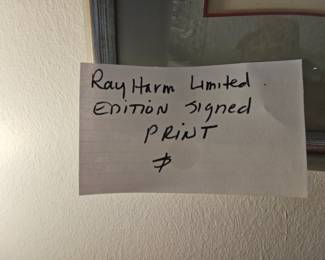 Ray Harm Limited
EDITION Signed
PRINT
$